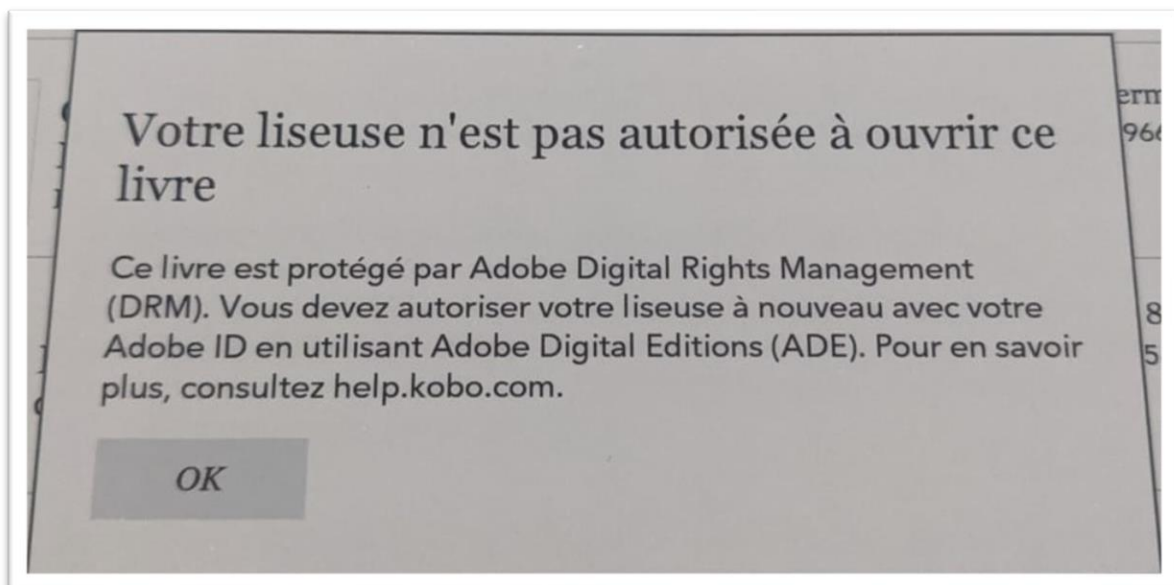 Votre liseuse n'est pas autorisée à ouvrir ce
livre
Ce livre est protégé par Adobe Digital Rights Management
(DRM). Vous devez autoriser votre liseuse à nouveau avec votre
Adobe ID en utilisant Adobe Digital Editions (ADE). Pour en savoir
plus, consultez help.kobo.com.
OK